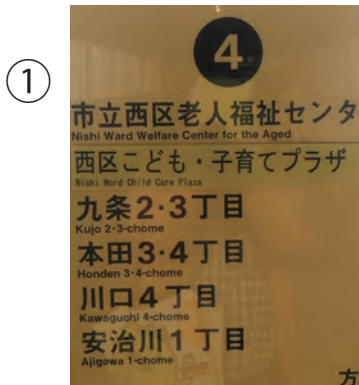 ①
4
市立西区老人福祉センタ
Nishi Ward Welfare Center for the Aged
西区こども・子育てプラザ
Nishi Word Child Care Plaza
九条2・3丁目
Kujo 2・3-chome
本田3・4丁目
Honden 3・4-chome
川口4丁目
Kawaguchi 4-chome
安治川1丁目
Ajigawa 1-chome
方